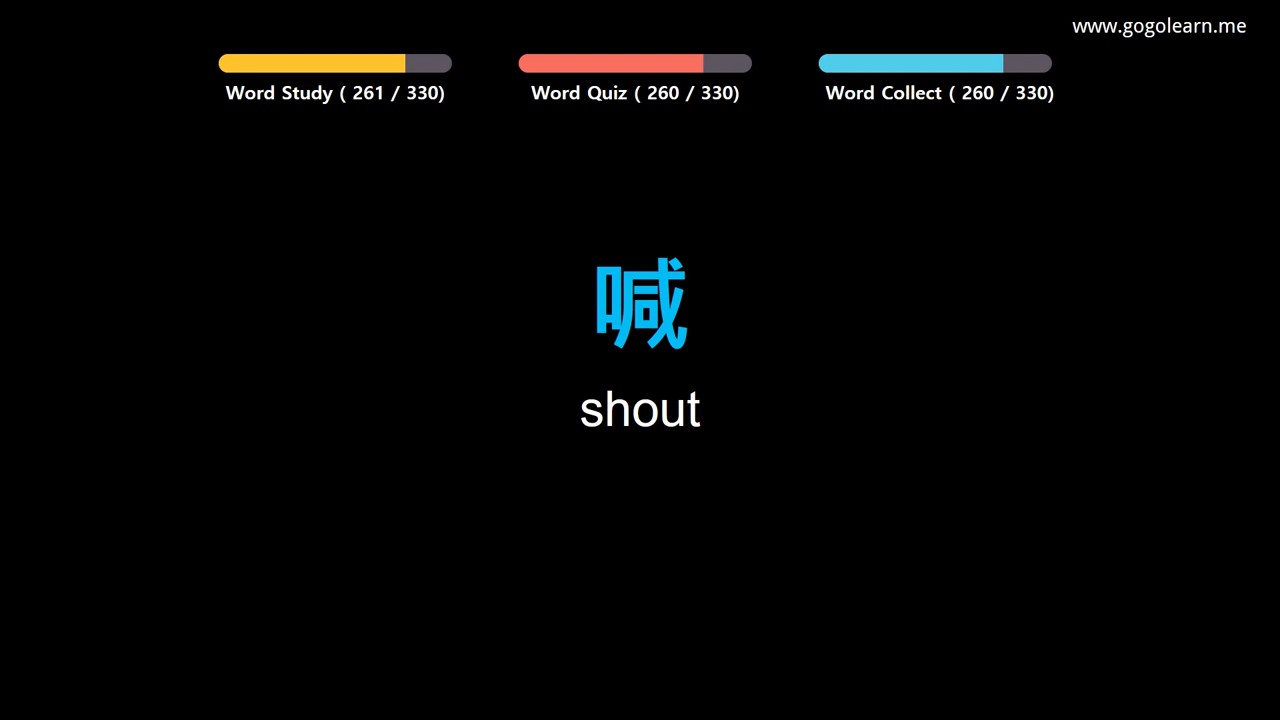 www.gogolearn.me
Word Study ( 261 / 330)
Word Quiz ( 260 / 330)
Word Collect ( 260 / 330)
喊
shout